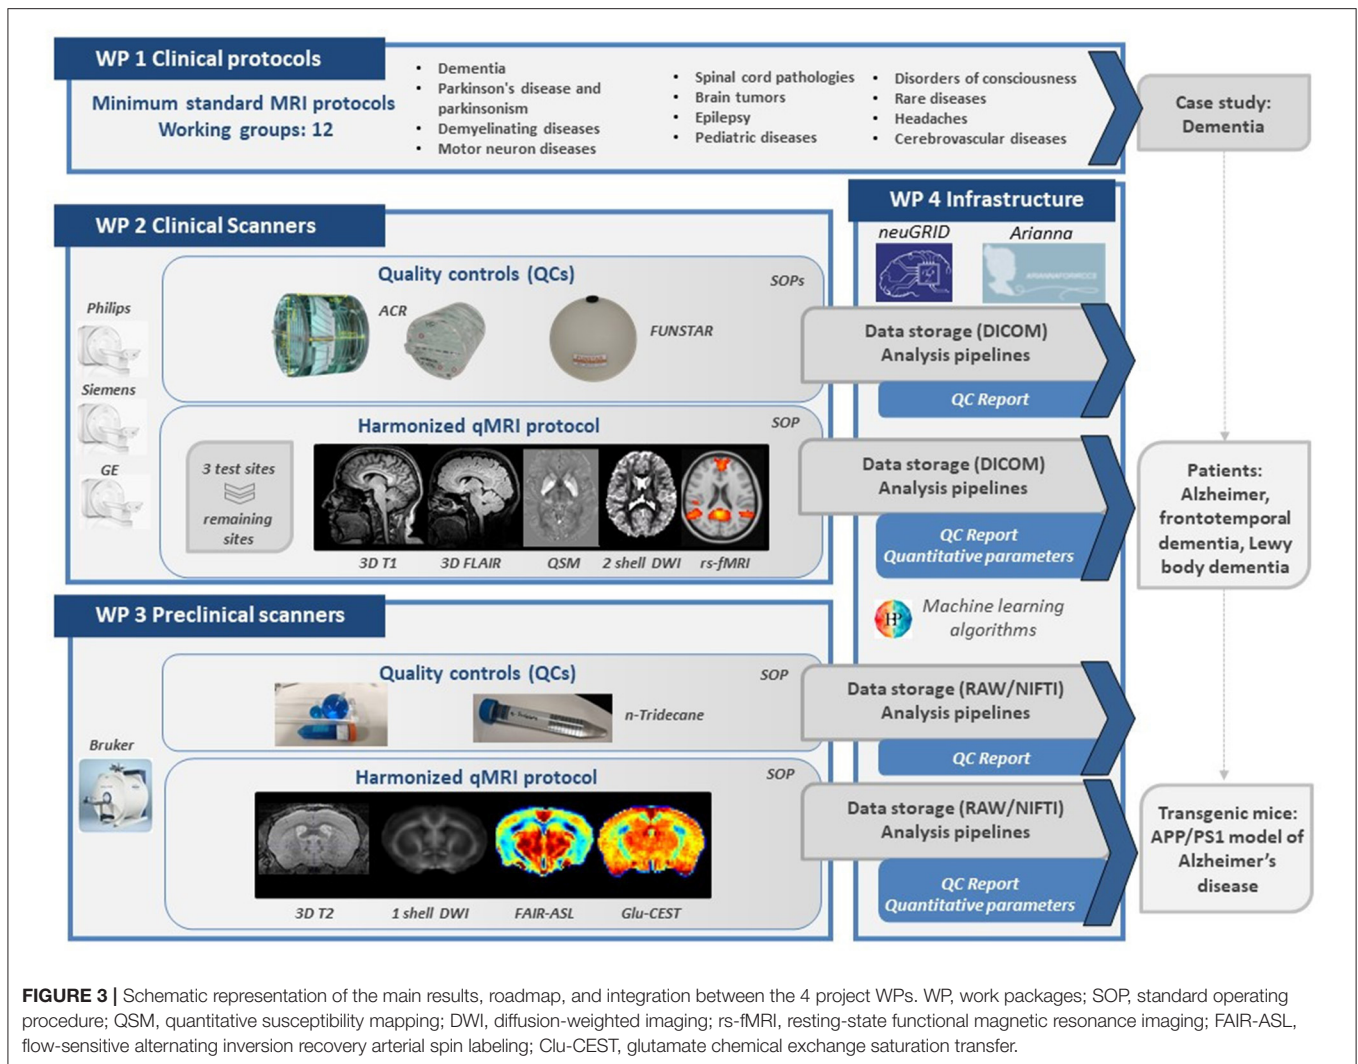 WP 1 Clinical protocols
Minimum standard MRI protocols
Working groups: 12
• Dementia
• Parkinson's disease and
parkinsonism
• Demyelinating diseases
• Motor neuron diseases
• Spinal cord pathologies
• Brain tumors
• Epilepsy
• Pediatric diseases
• Disorders of consciousness
• Rare diseases
• Headaches
• Cerebrovascular diseases
Case study:
Dementia
WP 2 Clinical Scanners
Philips
Siemens
GE
Quality controls (QCs)
SOPs
ACR
FUNSTAR
Harmonized qMRI protocol
SOP
3 test sites
remaining
sites
3D T1
3D FLAIR
QSM
2 shell DWI
rs-fMRI
WP 4 Infrastructure
neuGRID
Arianna
ARIANNAFORIRCCS
Data storage (DICOM)
Analysis pipelines
QC Report
Data storage (DICOM)
Analysis pipelines
QC Report
Quantitative parameters
HP
Machine learning
algorithms
Patients:
Alzheimer,
frontotemporal
dementia, Lewy
body dementia
WP 3 Preclinical scanners
Bruker
Quality controls (QCs)
SOP
n-Tridecane
Harmonized qMRI protocol
SOP
3D T2
1 shell DWI
FAIR-ASL
Glu-CEST
Data storage (RAW/NIFTI)
Analysis pipelines
QC Report
Data storage (RAW/NIFTI)
Analysis pipelines
QC Report
Quantitative parameters
Transgenic mice:
APP/PS1 model of
Alzheimer's
disease
FIGURE 3 | Schematic representation of the main results, roadmap, and integration between the 4 project WPs. WP, work packages; SOP, standard operating
procedure; QSM, quantitative susceptibility mapping; DWI, diffusion-weighted imaging; rs-fMRI, resting-state functional magnetic resonance imaging; FAIR-ASL,
flow-sensitive alternating inversion recovery arterial spin labeling; Clu-CEST, glutamate chemical exchange saturation transfer.